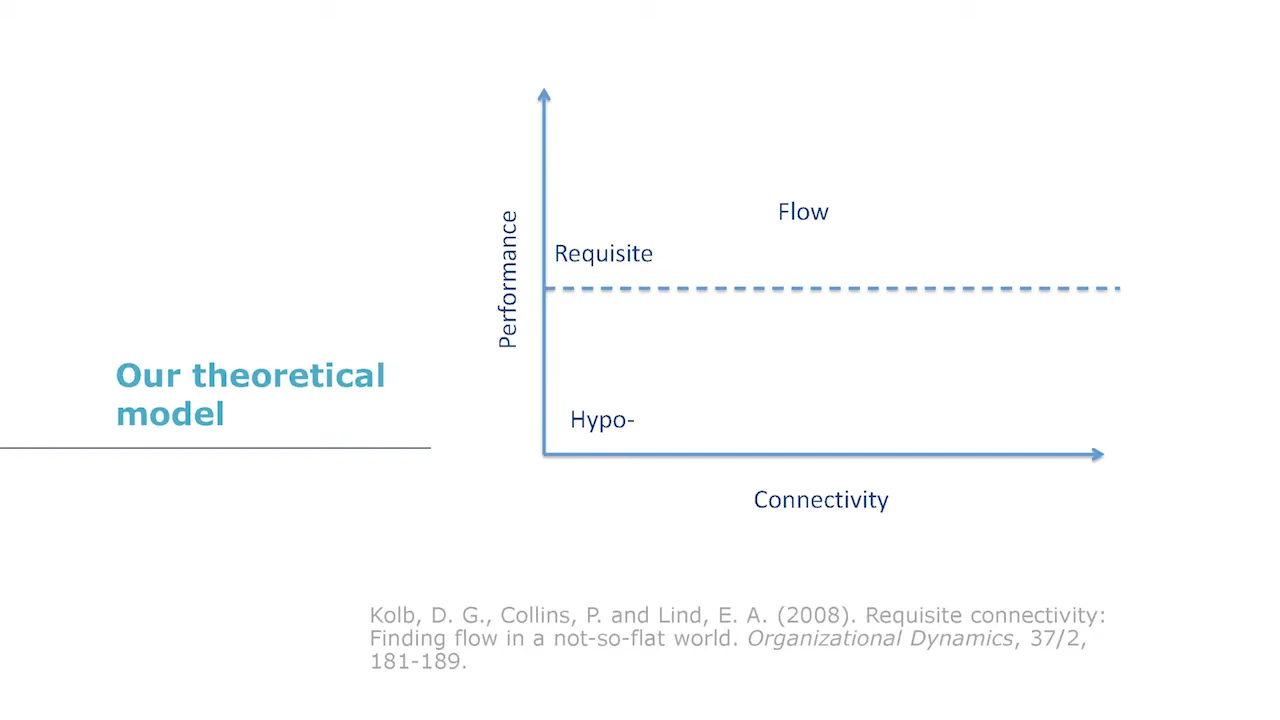 Our theoretical
model
Performance
Flow
Requisite
Hypo-
Connectivity
Kolb, D. G., Collins, P. and Lind, E. A. (2008). Requisite connectivity:
Finding flow in a not-so-flat world. Organizational Dynamics, 37/2,
181-189.